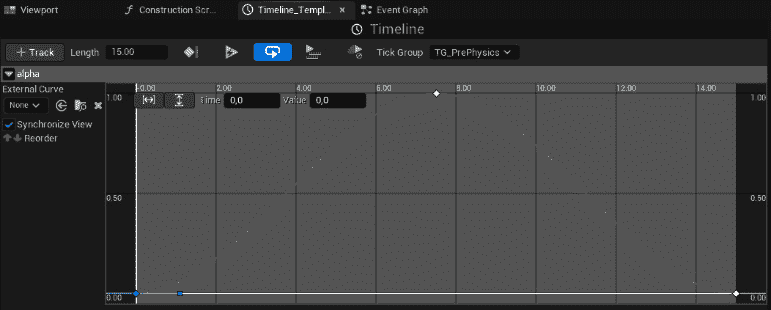 Viewport
Construction Scr...
Timeline_Templ...
Event Graph
Timeline
+ Track
Length
15.00
Tick Group
TG_PrePhysics
alpha
External Curve
None
Synchronize View
Reorder
0.00
2.00
4.00
6.00
8.00
10.00
12.00
14.00
1.00
Time
0,0
Value
0,0
1.00
0.50
0.50
0.00
0.00